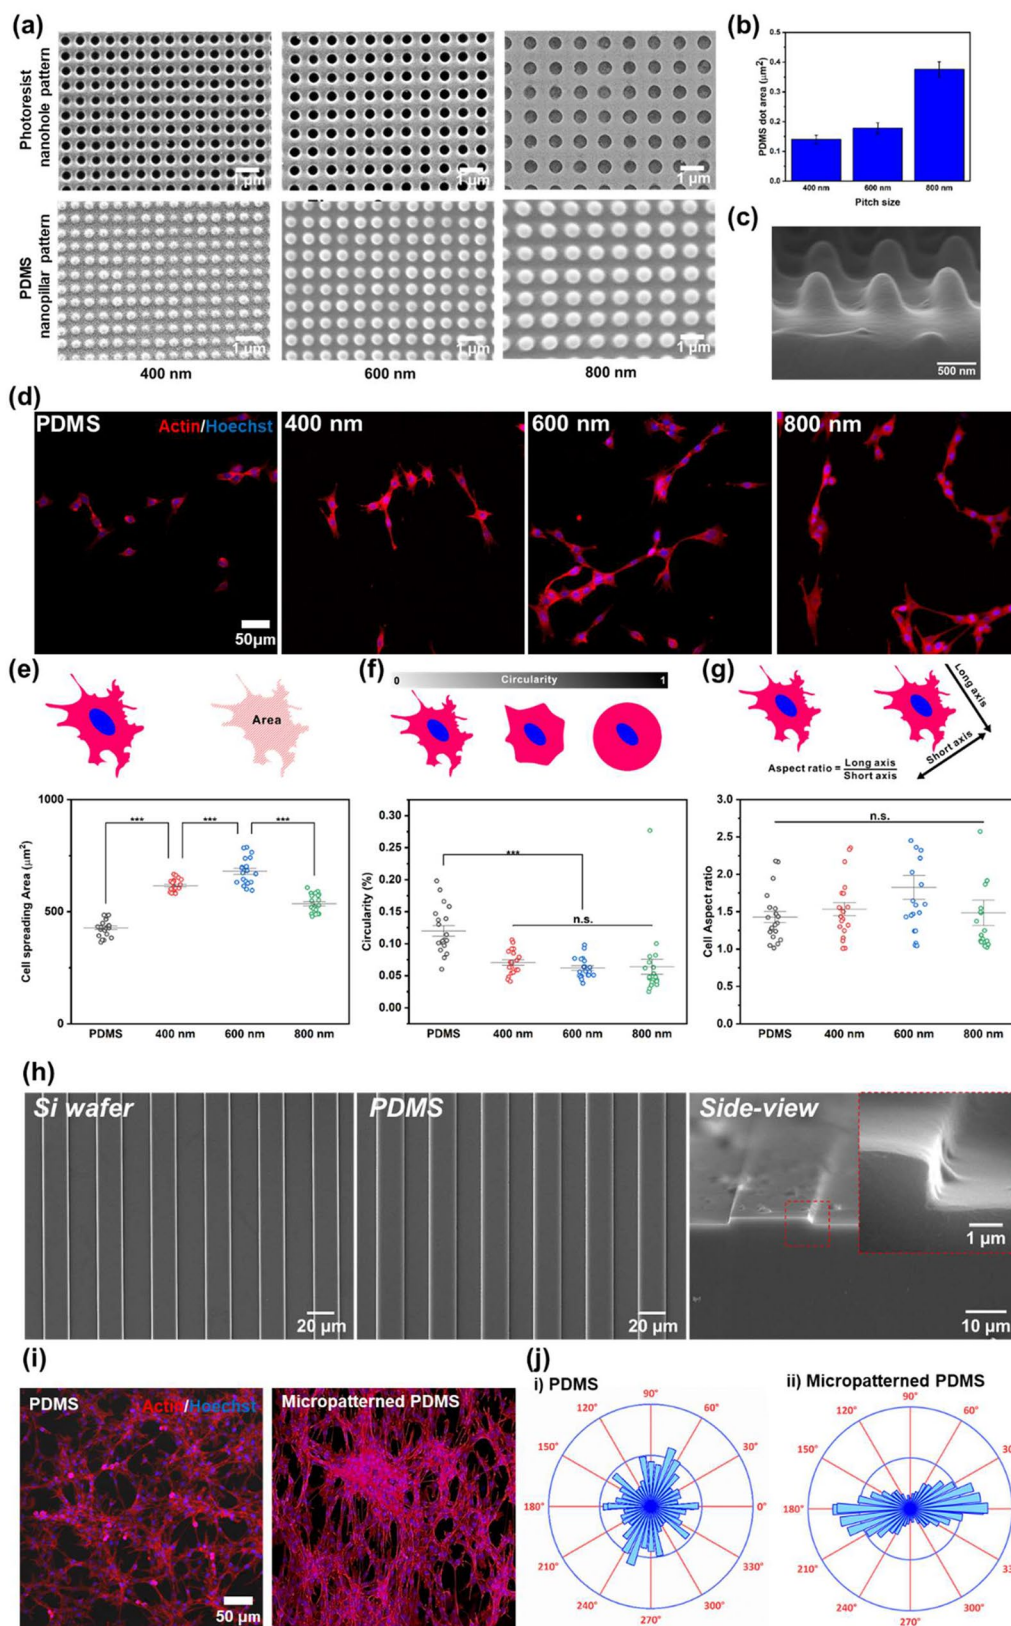 (a)
Photoresist
nanohole pattern
1 µm
1 µm
1 µm
PDMS
nanopillar pattern
1 µm
1 µm
1 µm
400 nm
600 nm
800 nm
(b)
PDMS dot area (µm²)
0.5
0.4
0.3
0.2
0.1
0.0
400 nm
600 nm
800 nm
Pitch size
(c)
500 nm
(d)
PDMS
Actin/Hoechst
50µm
400 nm
600 nm
800 nm
(e)
Area
Cell spreading Area (µm²)
1000
500
0
***
***
***
PDMS
400 nm
600 nm
800 nm
(f)
0
Circularity
1
Circularity (%)
0.30
0.25
0.20
0.15
0.10
0.05
0.00
***
n.s.
PDMS
400 nm
600 nm
800 nm
(g)
Long axis
Short axis
Aspect ratio = Long axis
Short axis
Cell Aspect ratio
3.0
2.5
2.0
1.5
1.0
0.5
0.0
n.s.
PDMS
400 nm
600 nm
800 nm
(h)
Si wafer
20 µm
PDMS
20 µm
Side-view
1 µm
10 µm
(i)
PDMS
Actin/Hoechst
50 µm
Micropatterned PDMS
(j)
i) PDMS
90°
120°
60°
150°
30°
180°
0°
210°
330°
240°
300°
270°
ii) Micropatterned PDMS
90°
120°
60°
150°
180°
210°
240°
300°
270°